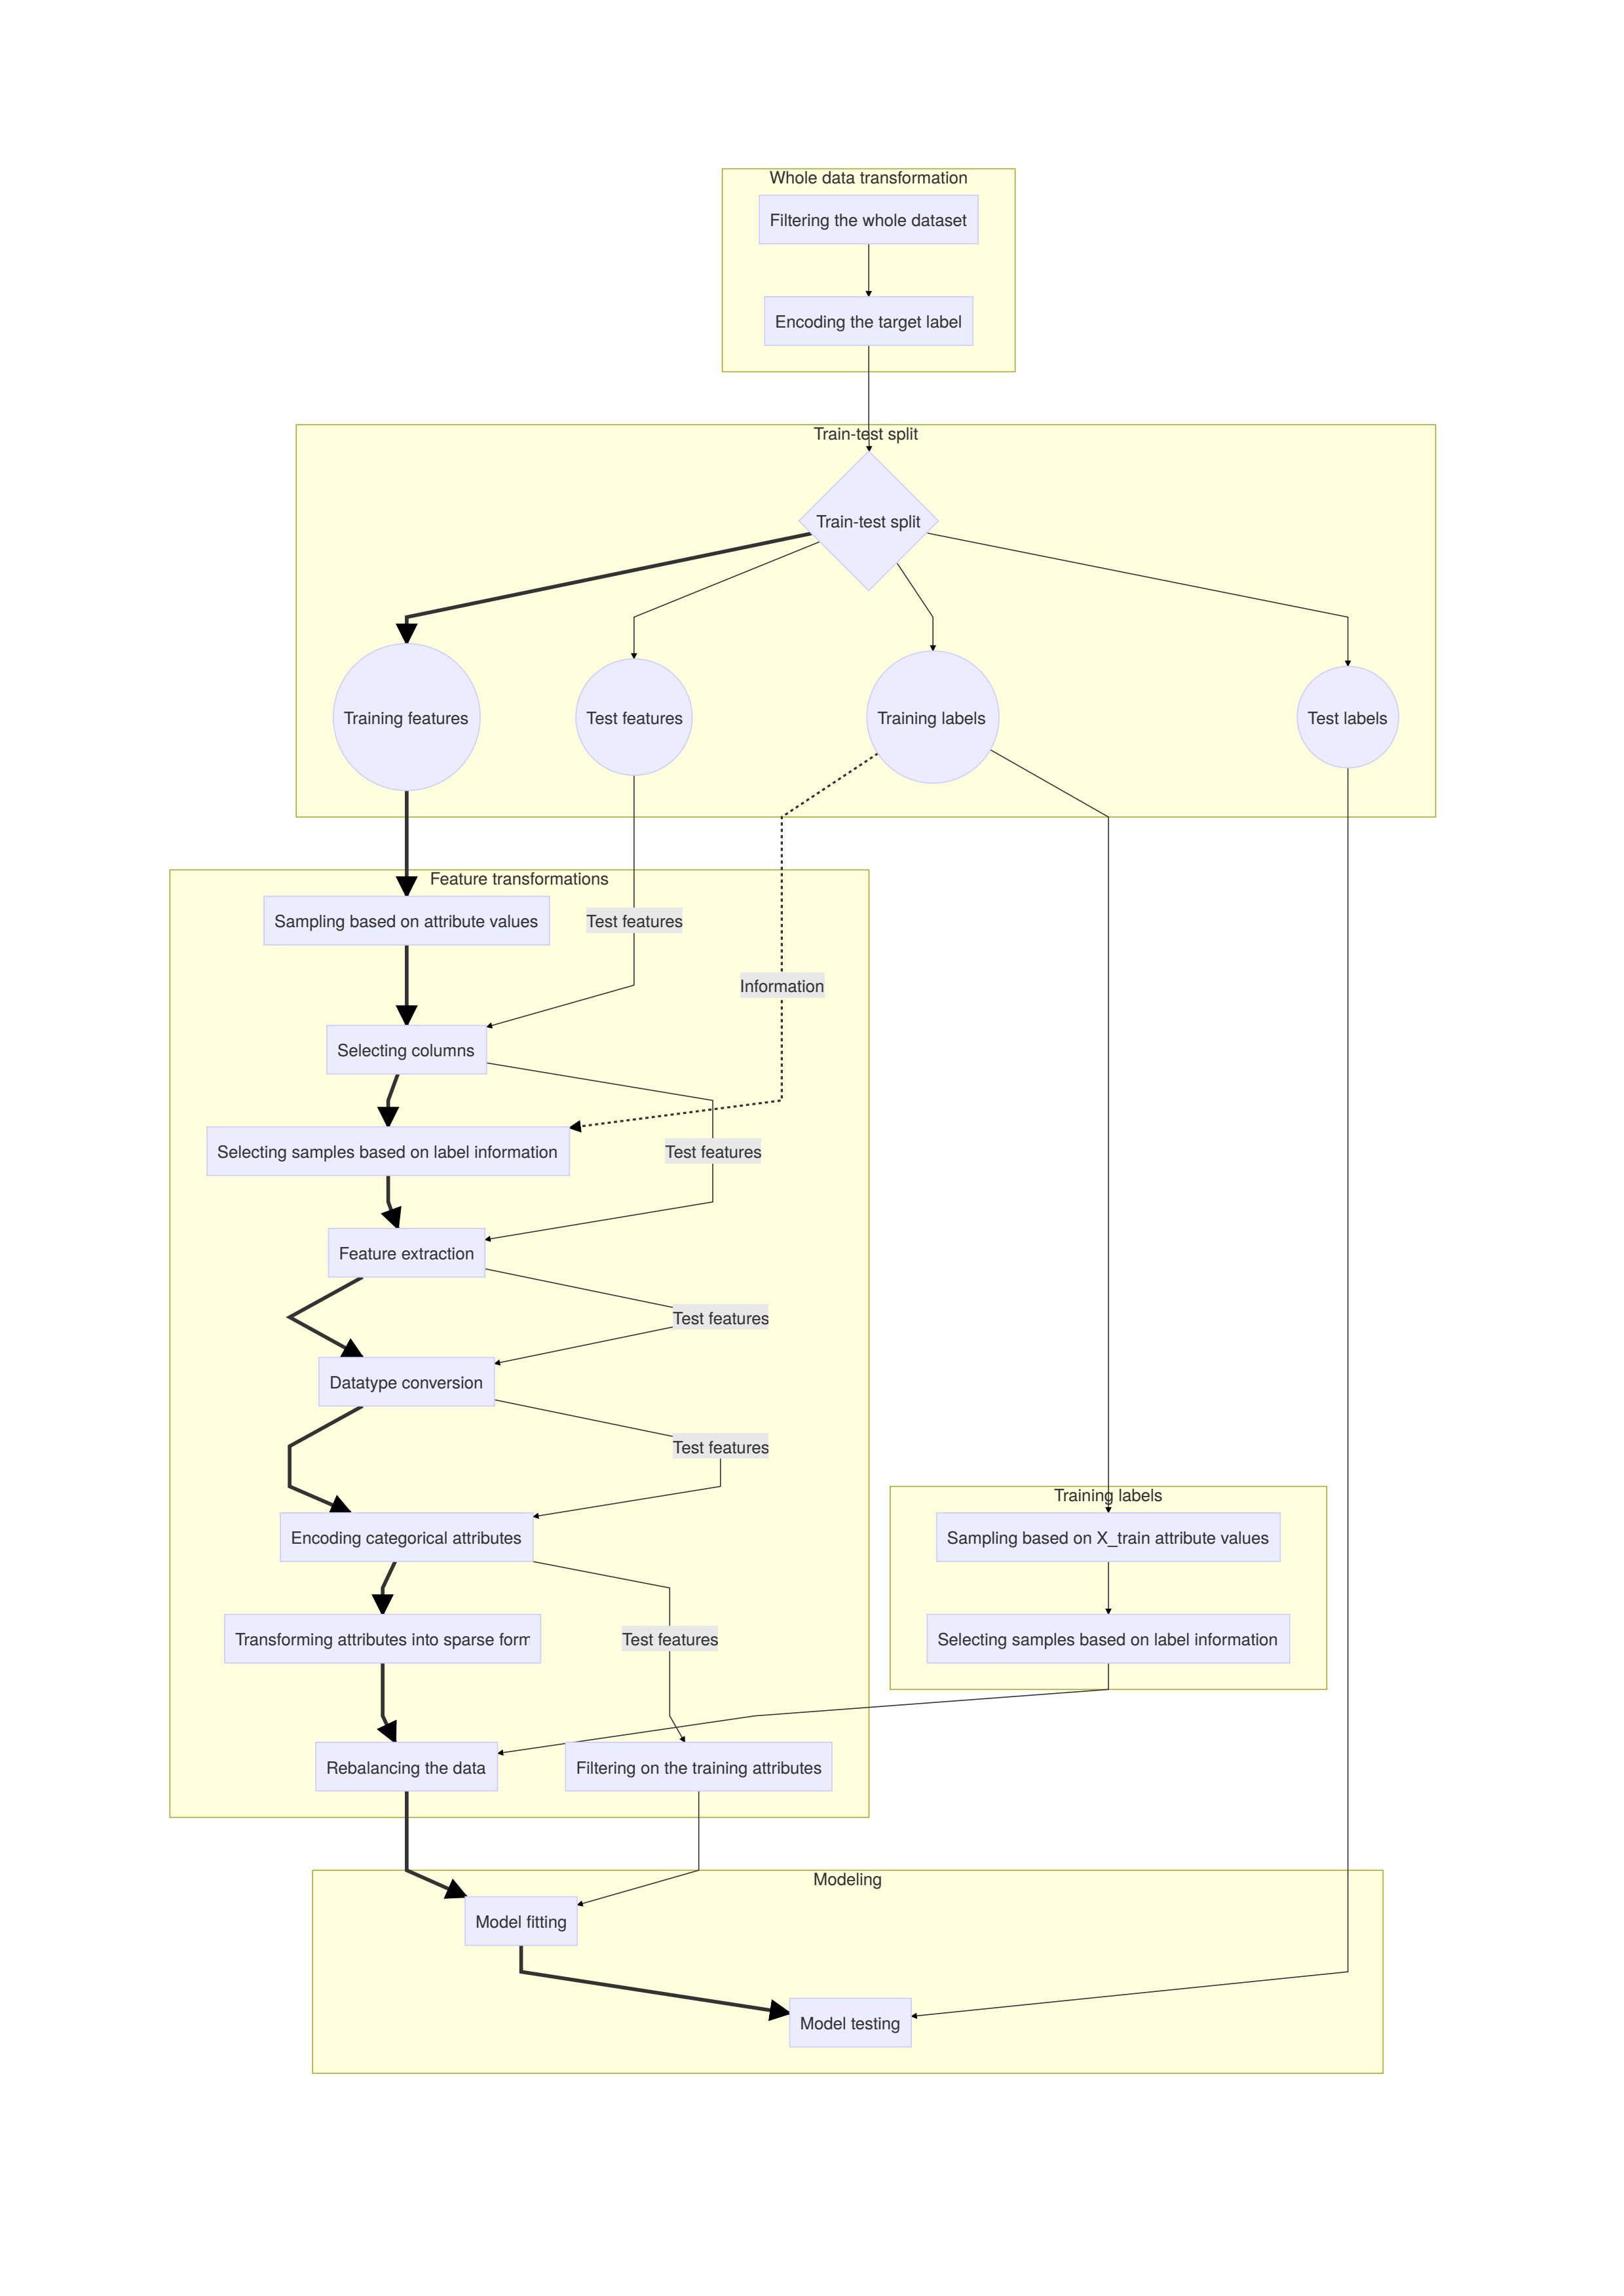 Whole data transformation
Filtering the whole dataset
Encoding the target label
Train-test split
Train-test split
Training features
Test features
Training labels
Test labels
Feature transformations
Sampling based on attribute values
Test features
Information
Selecting columns
Selecting samples based on label information
Test features
Feature extraction
Test features
Datatype conversion
Test features
Training labels
Encoding categorical attributes
Sampling based on X_train attribute values
Transforming attributes into sparse form
Test features
Selecting samples based on label information
Rebalancing the data
Filtering on the training attributes
Modeling
Model fitting
Model testing